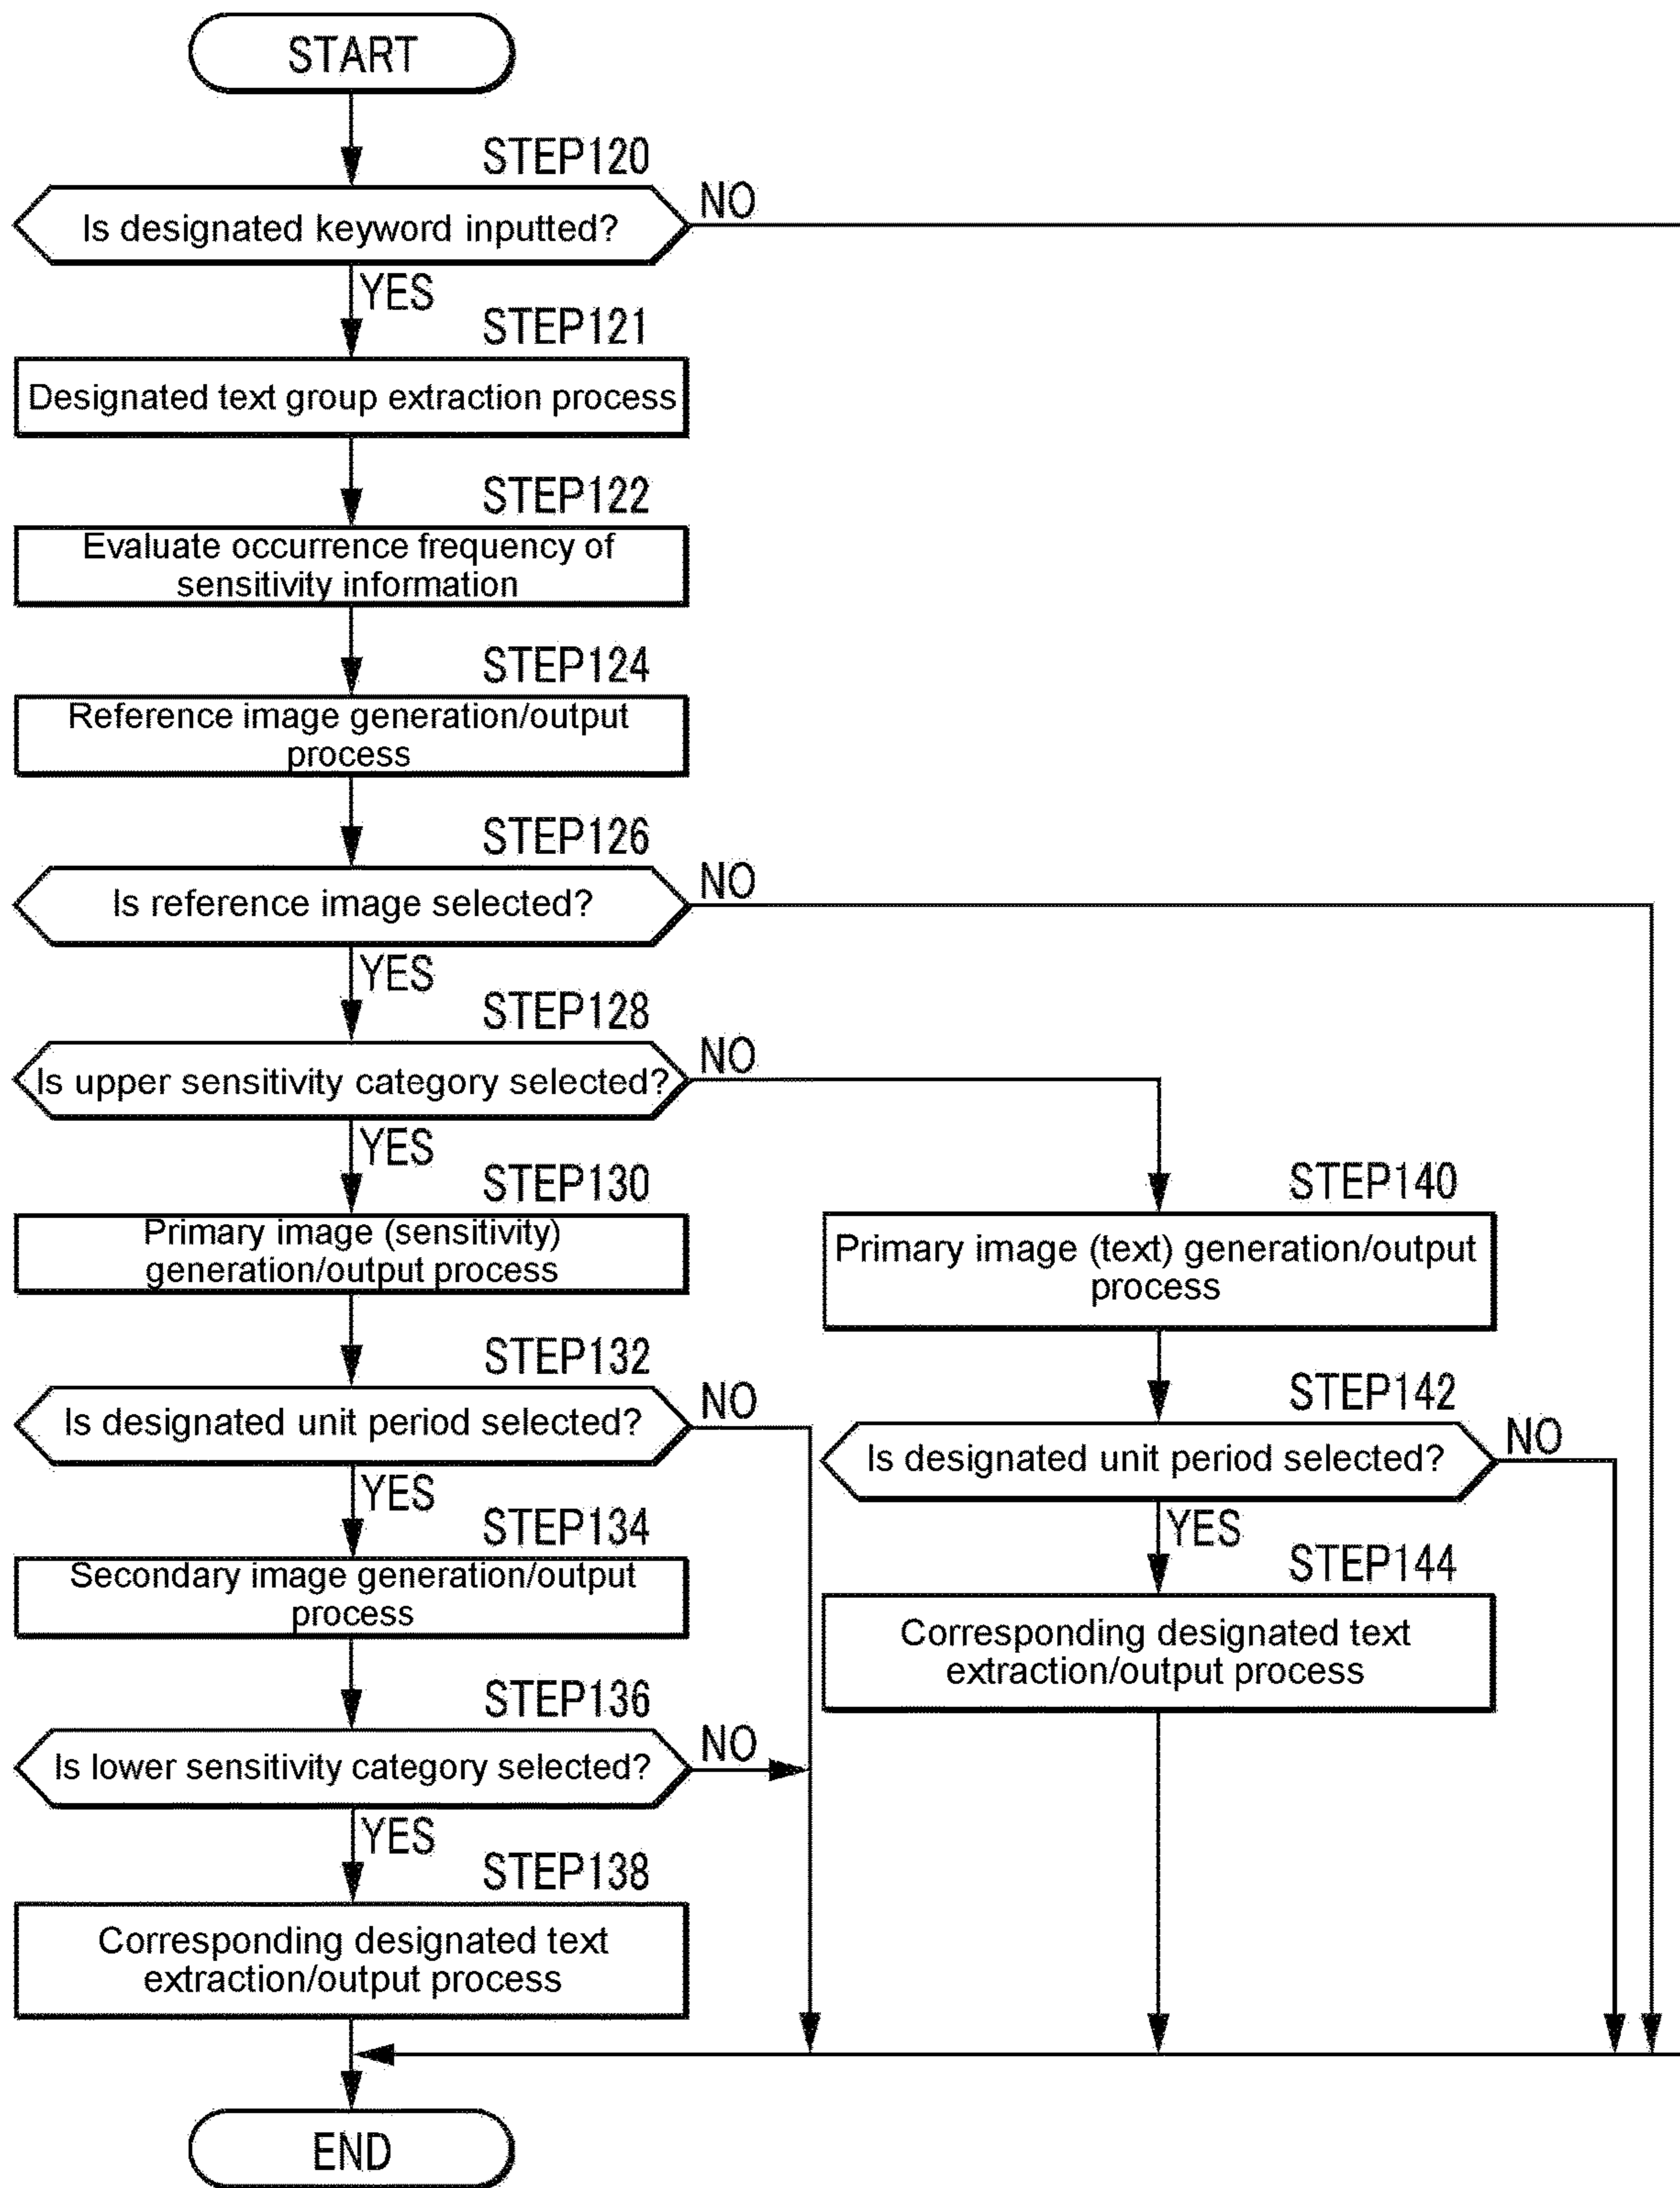 START
STEP120
Is designated keyword inputted?
NO
YES
STEP121
Designated text group extraction process
STEP122
Evaluate occurrence frequency of
sensitivity information
STEP124
Reference image generation/output
process
STEP126
Is reference image selected?
NO
YES
STEP128
Is upper sensitivity category selected?
NO
YES
STEP130
Primary image (sensitivity)
generation/output process
STEP132
Is designated unit period selected?
NO
YES
STEP134
Secondary image generation/output
process
STEP136
Is lower sensitivity category selected?
NO
YES
STEP138
Corresponding designated text
extraction/output process
STEP140
Primary image (text) generation/output
process
STEP142
Is designated unit period selected?
NO
YES
STEP144
Corresponding designated text
extraction/output process
END